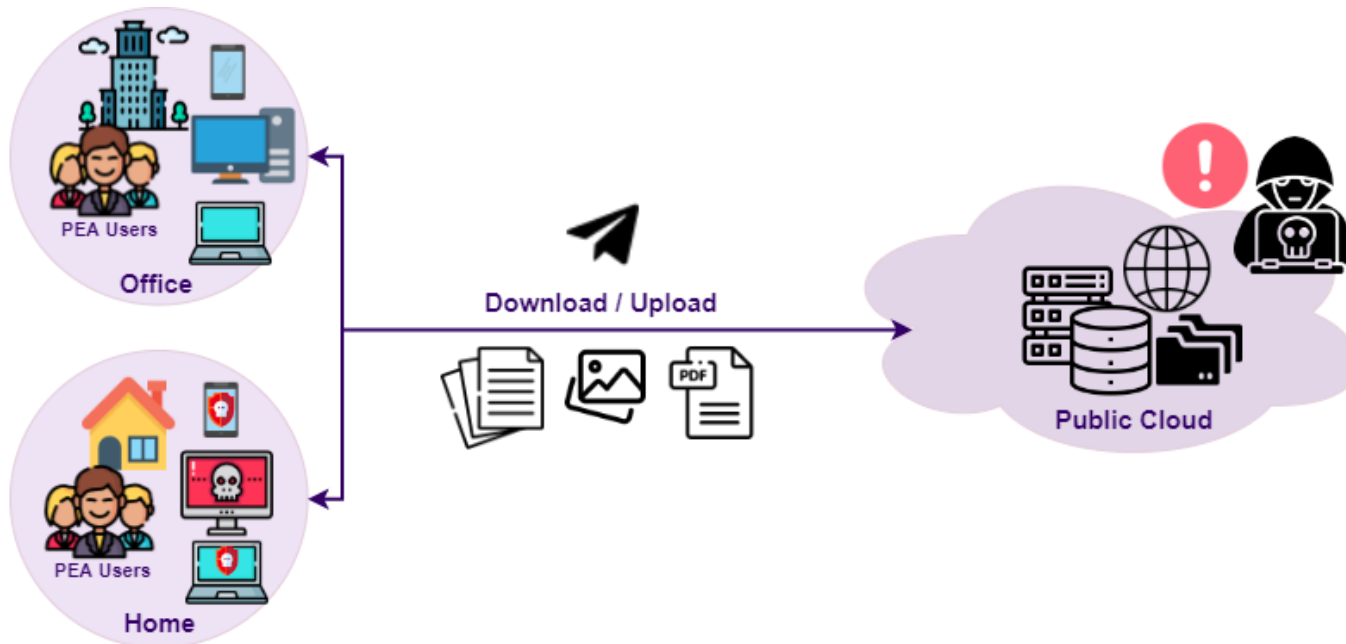 PEA Users
Office
Download / Upload
PDF
Public Cloud
PEA Users
Home